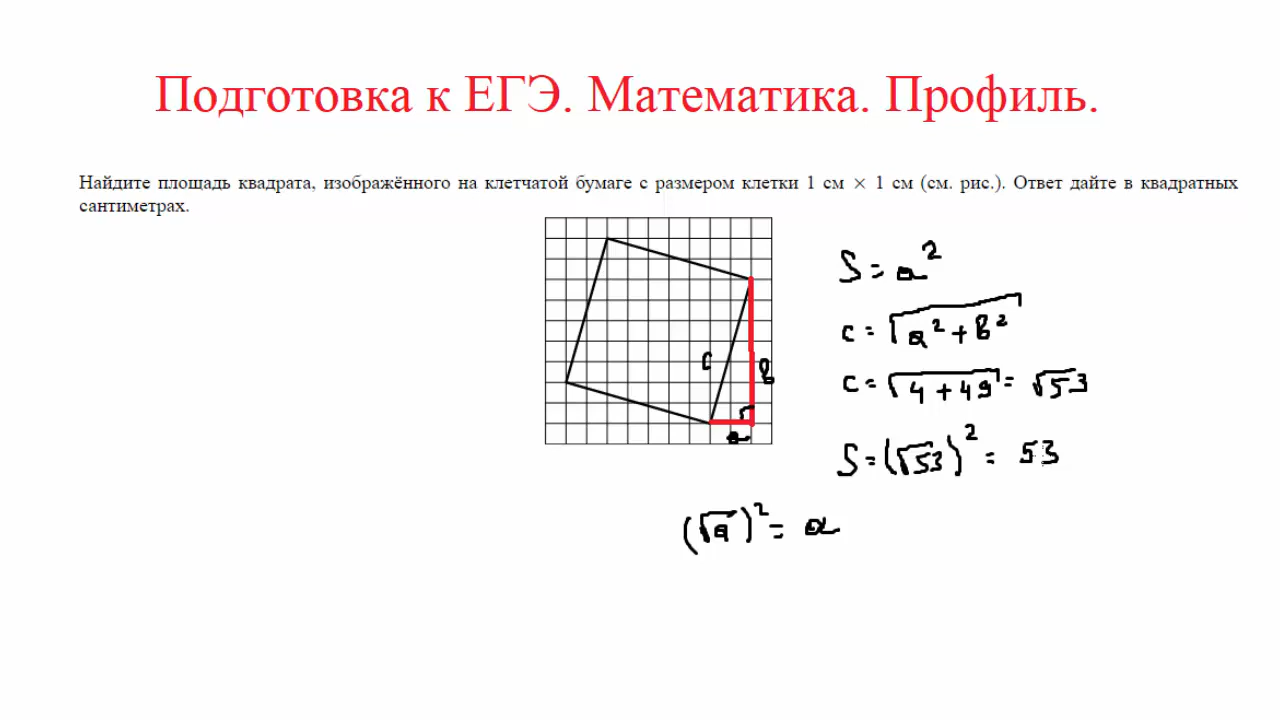 Подготовка к ЕГЭ. Математика. Профиль.
Найдите площадь квадрата, изображённого на клетчатой бумаге с размером клетки 1 см × 1 см (см. рис.). Ответ дайте в квадратных
сантиметрах.
S = a²
c = √(a² + в²)
c = √(4 + 49) = √53
c
в
a
S = (√53)² = 53
(√a)² = a